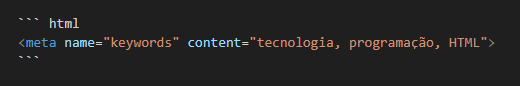 ``` html
<meta name="keywords" content="tecnologia, programação, HTML">
```